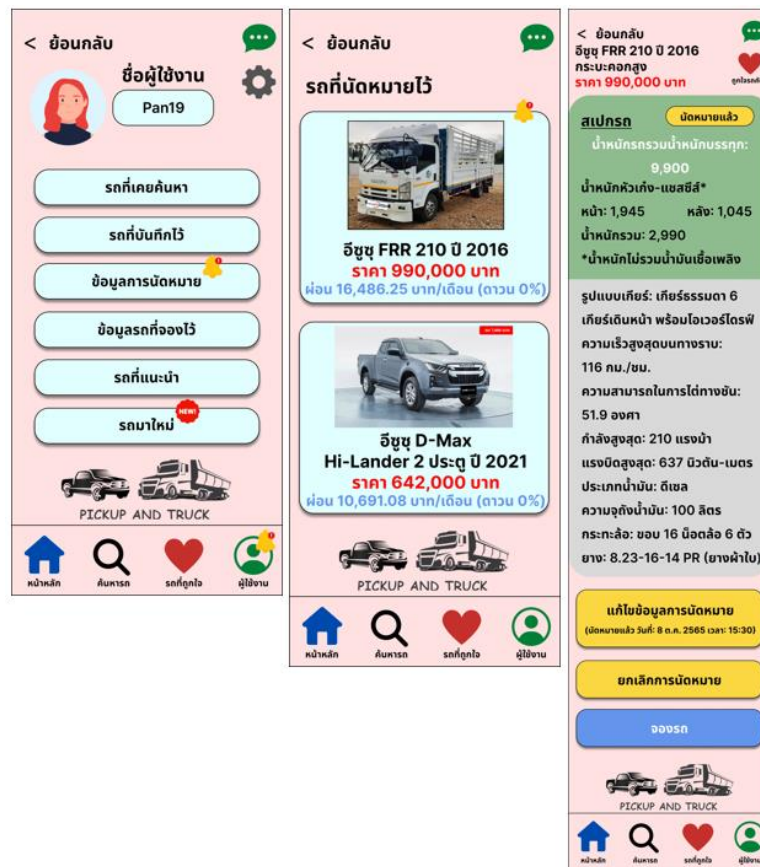 < ย้อนกลับ
ชื่อผู้ใช้งาน
Pan19
รถที่เคยค้นหา
รถที่บันทึกไว้
ข้อมูลการนัดหมาย
ข้อมูลรถที่จองไว้
รถที่แนะนำ
รถมาใหม่
NEW!
PICKUP AND TRUCK
หน้าหลัก
ค้นหารถ
รถที่ถูกใจ
ผู้ใช้งาน
< ย้อนกลับ
รถที่นัดหมายไว้
อีซูซุ FRR 210 ปี 2016
ราคา 990,000 บาท
ผ่อน 16,486.25 บาท/เดือน (ดาวน 0%)
อีซูซุ D-Max
Hi-Lander 2 ประตู ปี 2021
ราคา 642,000 บาท
ผ่อน 10,691.08 บาท/เดือน (ดาวน 0%)
PICKUP AND TRUCK
หน้าหลัก
ค้นหารถ
รถที่ถูกใจ
ผู้ใช้งาน
< ย้อนกลับ
อีซูซุ FRR 210 ปี 2016
กระบะคอกสูง
ราคา 990,000 บาท
สเปกรถ
นัดหมายแล้ว
น้ำหนักรถรวมน้ำหนักบรรทุก:
9,900
น้ำหนักหัวเก๋ง-แชสซีส์*
หน้า: 1,945 หลัง: 1,045
น้ำหนักรวม: 2,990
*น้ำหนักไม่รวมน้ำมันเชื้อเพลิง
รูปแบบเกียร์: เกียร์ธรรมดา 6
เกียร์เดินหน้า พร้อมโอเวอร์ไดรฟ์
ความเร็วสูงสุดบนทางราบ:
116 กม./ชม.
ความสามารถในการไต่ทางชัน:
51.9 องศา
กำลังสูงสุด: 210 แรงม้า
แรงบิดสูงสุด: 637 นิวตัน-เมตร
ประเภทน้ำมัน: ดีเซล
ความจุถังน้ำมัน: 100 ลิตร
กระทะล้อ: ขอบ 16 น็อตล้อ 6 ตัว
ยาง: 8.23-16-14 PR (ยางผ้าใบ)
แก้ไขข้อมูลการนัดหมาย
(นัดหมายแล้ว วันที่: 8 ต.ค. 2565 เวลา: 15:30)
ยกเลิกการนัดหมาย
จองรถ
PICKUP AND TRUCK
หน้าหลัก
ค้นหารถ
รถที่ถูกใจ
ผู้ใช้งาน